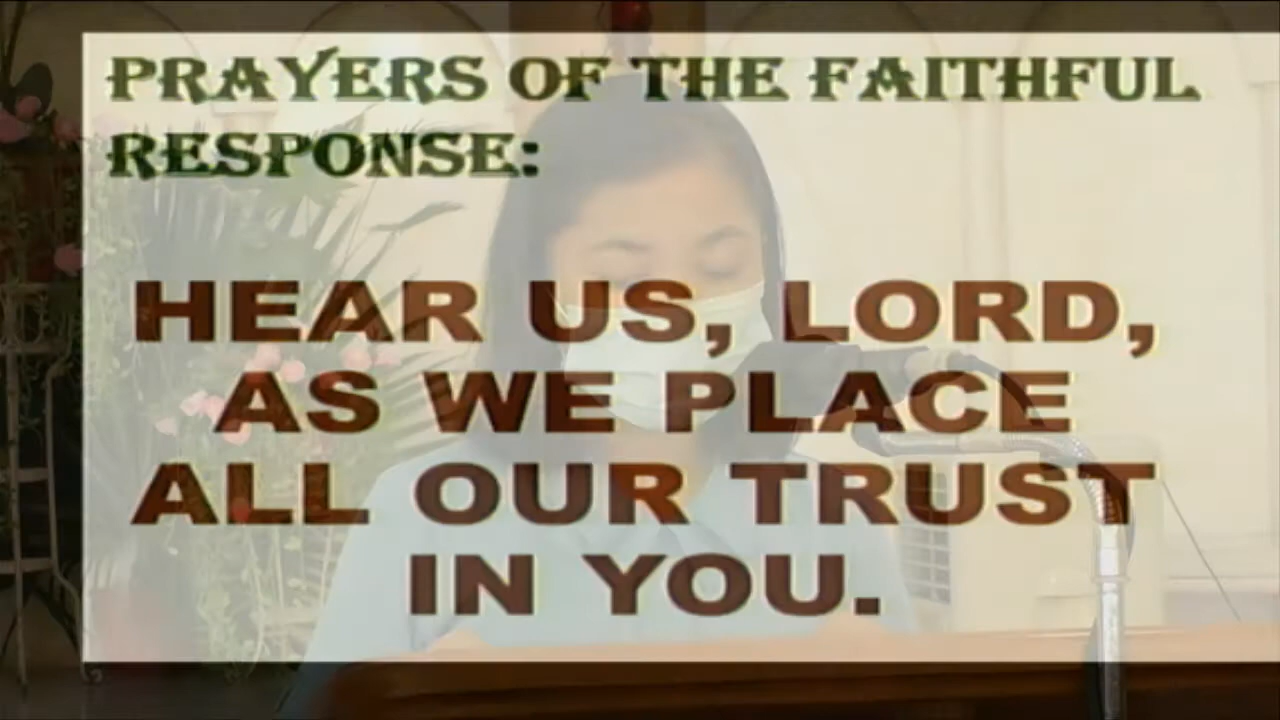 PRAYERS OF THE FAITHFUL
RESPONSE:
HEAR US, LORD,
AS WE PLACE
ALL OUR TRUST
IN YOU.